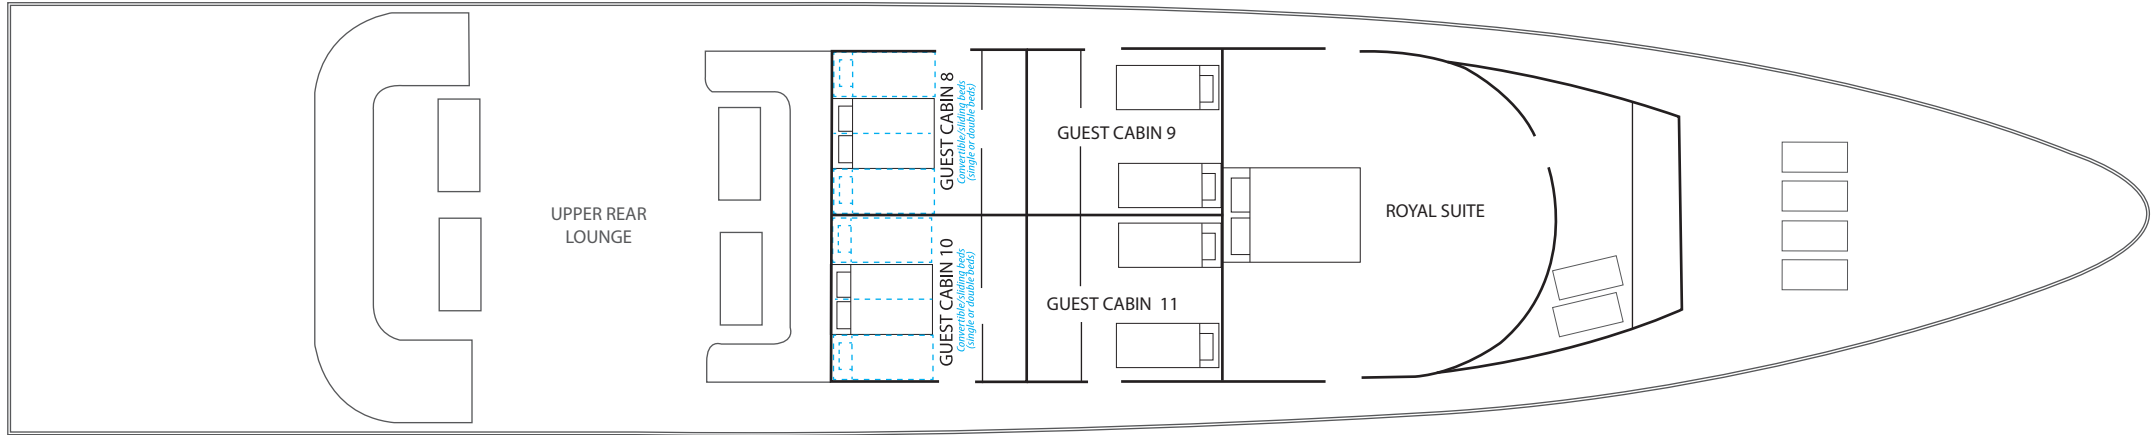 UPPER REAR
LOUNGE
GUEST CABIN 8
Convertible/sliding beds
(single or double beds)
GUEST CABIN 10
Convertible/sliding beds
(single or double beds)
GUEST CABIN 9
GUEST CABIN 11
ROYAL SUITE